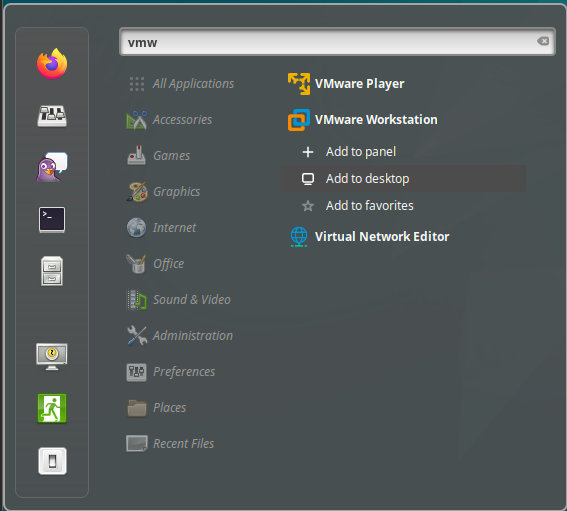 vmw
All Applications
Accessories
Games
Graphics
Internet
Office
Sound & Video
Administration
Preferences
Places
Recent Files
VMware Player
VMware Workstation
Add to panel
Add to desktop
Add to favorites
Virtual Network Editor